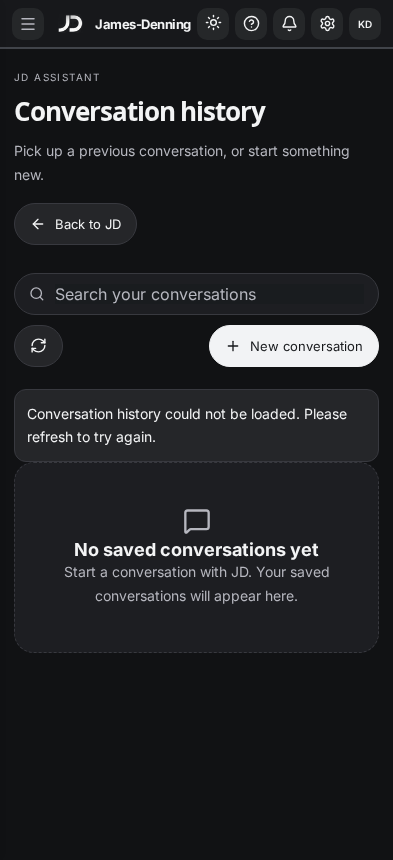 JD James-Denning KD
JD ASSISTANT
Conversation history
Pick up a previous conversation, or start something
new.
Back to JD
Search your conversations
New conversation
Conversation history could not be loaded. Please
refresh to try again.
No saved conversations yet
Start a conversation with JD. Your saved
conversations will appear here.